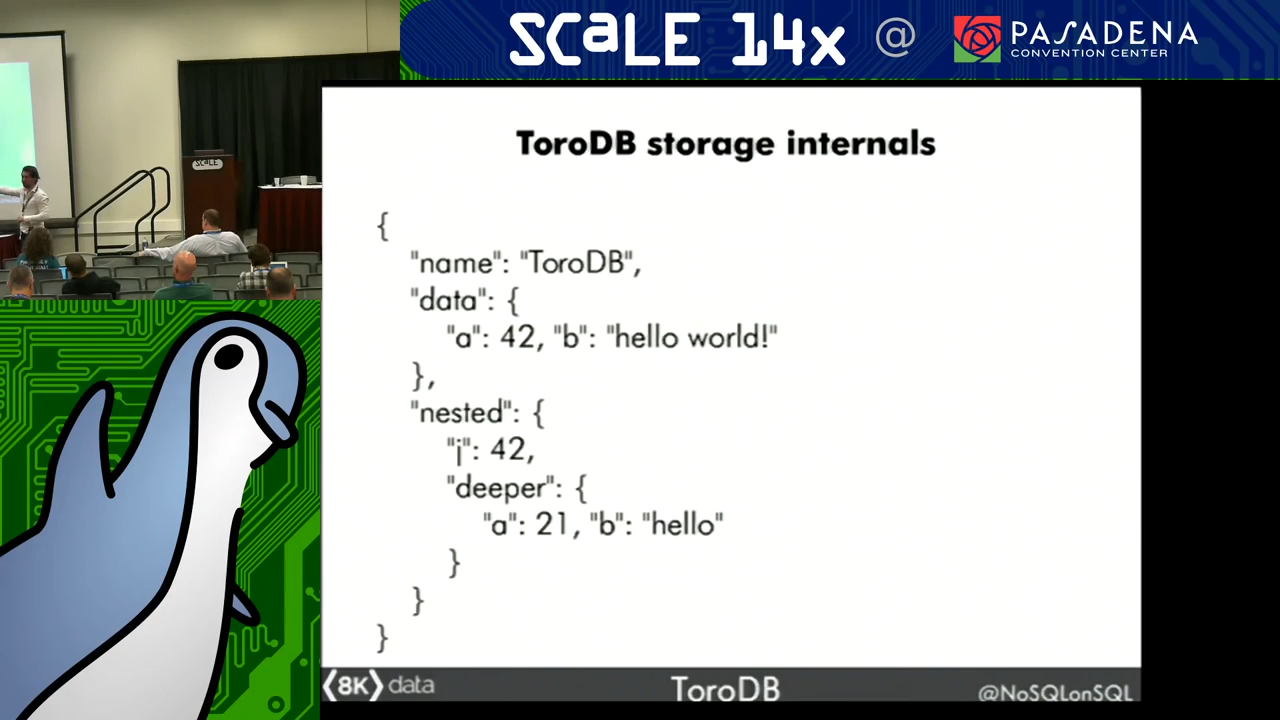 SCALE 14x @ PASADENA
CONVENTION CENTER
SCALE
ToroDB storage internals
{
"name": "ToroDB",
"data": {
"a": 42, "b": "hello world!"
},
"nested": {
"j": 42,
"deeper": {
"a": 21, "b": "hello"
}
}
}
{8K} data
ToroDB
@NoSQLonSQL